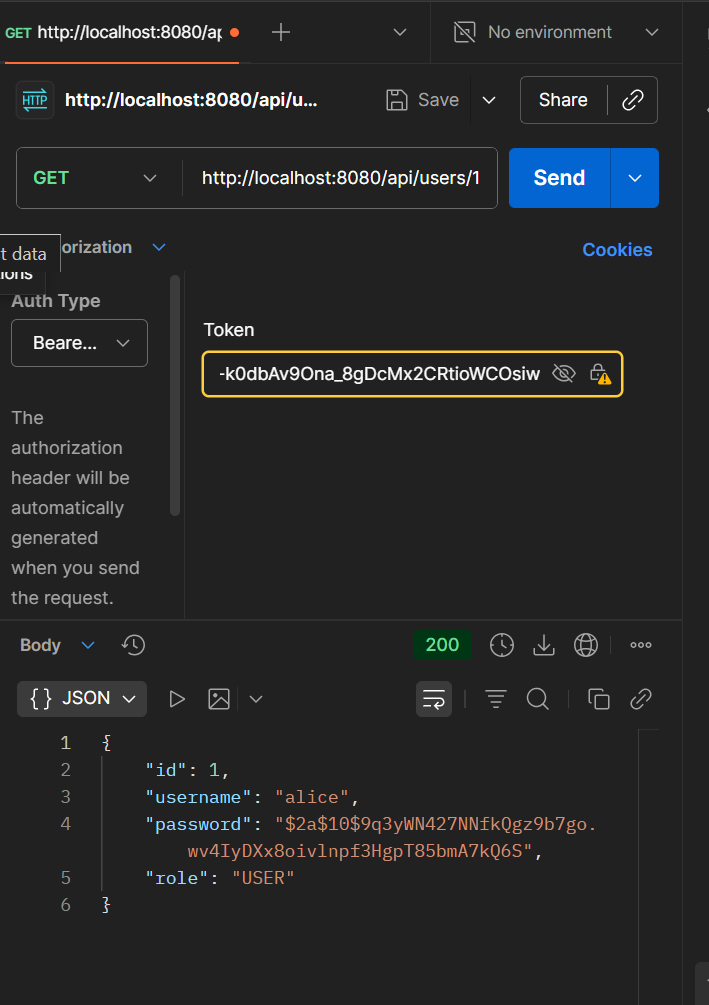 GET http://localhost:8080/ap
No environment
HTTP
http://localhost:8080/api/u...
Save
Share
GET
http://localhost:8080/api/users/1
Send
t data
orization
Cookies
Auth Type
Beare...
The
authorization
header will be
automatically
generated
when you send
the request.
Token
-k0dbAv9Ona_8gDcMx2CRtioWCOsiw
Body
200
{} JSON
1 {
2 "id": 1,
3 "username": "alice",
4 "password": "$2a$10$9q3yWN427NNfkQgz9b7go.
wv4IyDXx8oivlnpf3HgpT85bmA7kQ6S",
5 "role": "USER"
6 }